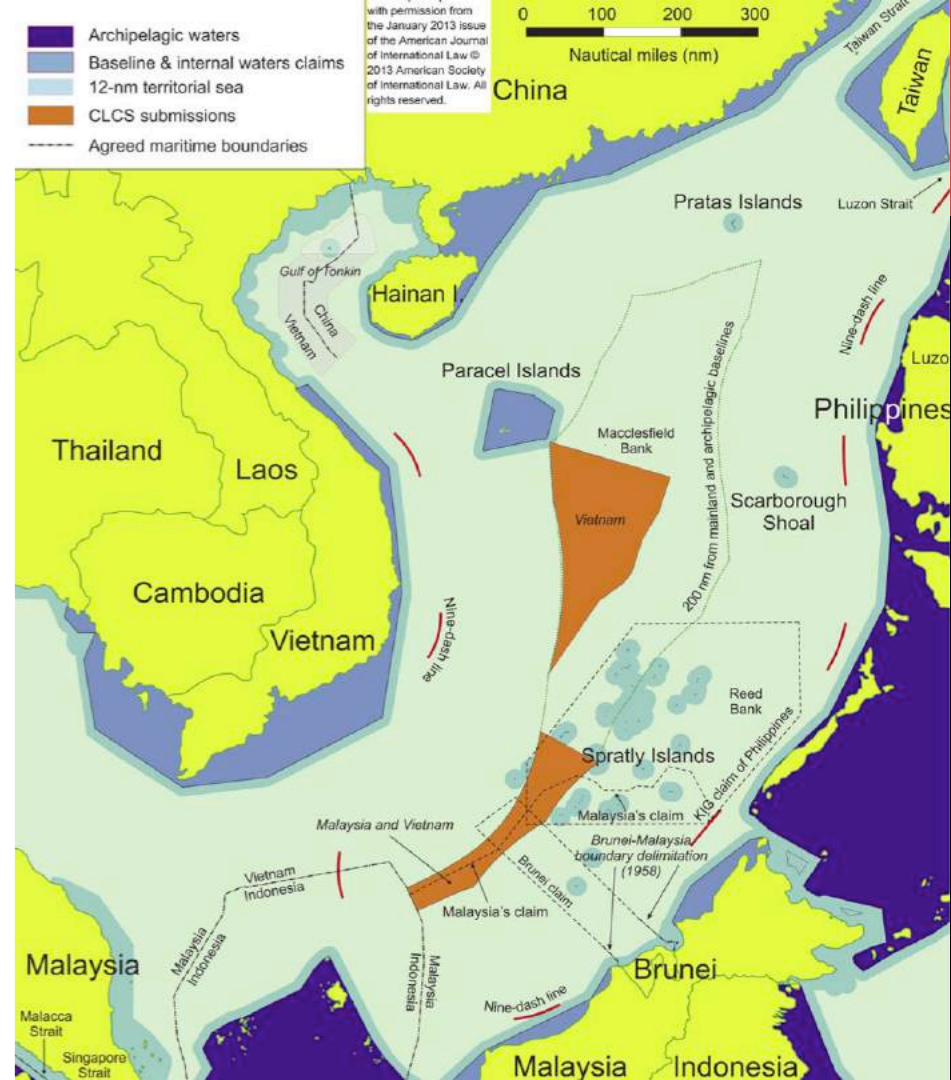 with permission from
the January 2013 issue
of the American Journal
of International Law ©
2013 American Society
of International Law. All
rights reserved.
Archipelagic waters
Baseline & internal waters claims
12-nm territorial sea
CLCS submissions
Agreed maritime boundaries
0 100 200 300
Nautical miles (nm)
China
Taiwan Strait
Taiwan
Pratas Islands
Luzon Strait
Gulf of Tonkin
China
Vietnam
Hainan I.
Nine-dash line
Luzo
Paracel Islands
200 nm from mainland and archipelagic baselines
Philippines
Macclesfield
Bank
Thailand
Laos
Scarborough
Shoal
Vietnam
Cambodia
Vietnam
Nine-dash line
Reed
Bank
Spratly Islands
KIG claim of Philippines
Malaysia and Vietnam
Malaysia's claim
Brunei-Malaysia
boundary delimitation
(1958)
Brunei claim
Vietnam
Indonesia
Malaysia's claim
Malaysia
Indonesia
Malaysia
Indonesia
Malaysia
Brunei
Nine-dash line
Malacca
Strait
Singapore
Strait
Malaysia
Indonesia